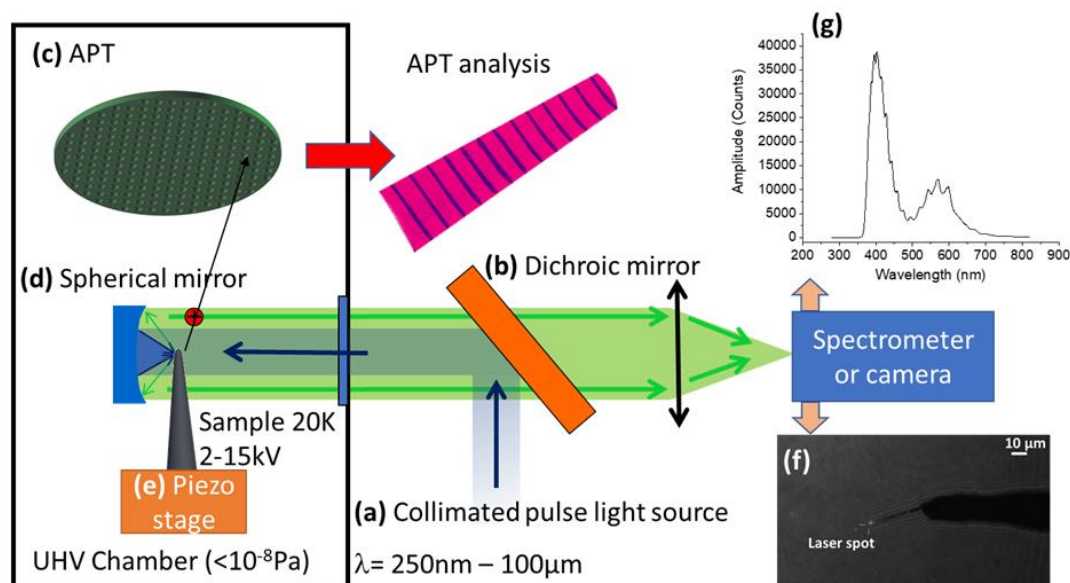 (c) APT
APT analysis
(g)
Amplitude (Counts)
40000
35000
30000
25000
20000
15000
10000
5000
0
200 300 400 500 600 700 800 900
Wavelength (nm)
(d) Spherical mirror
(b) Dichroic mirror
Spectrometer
or camera
Sample 20K
2-15kV
(e) Piezo
stage
(a) Collimated pulse light source
UHV Chamber (<10⁻⁸Pa)
λ= 250nm – 100µm
(f)
10 µm
Laser spot